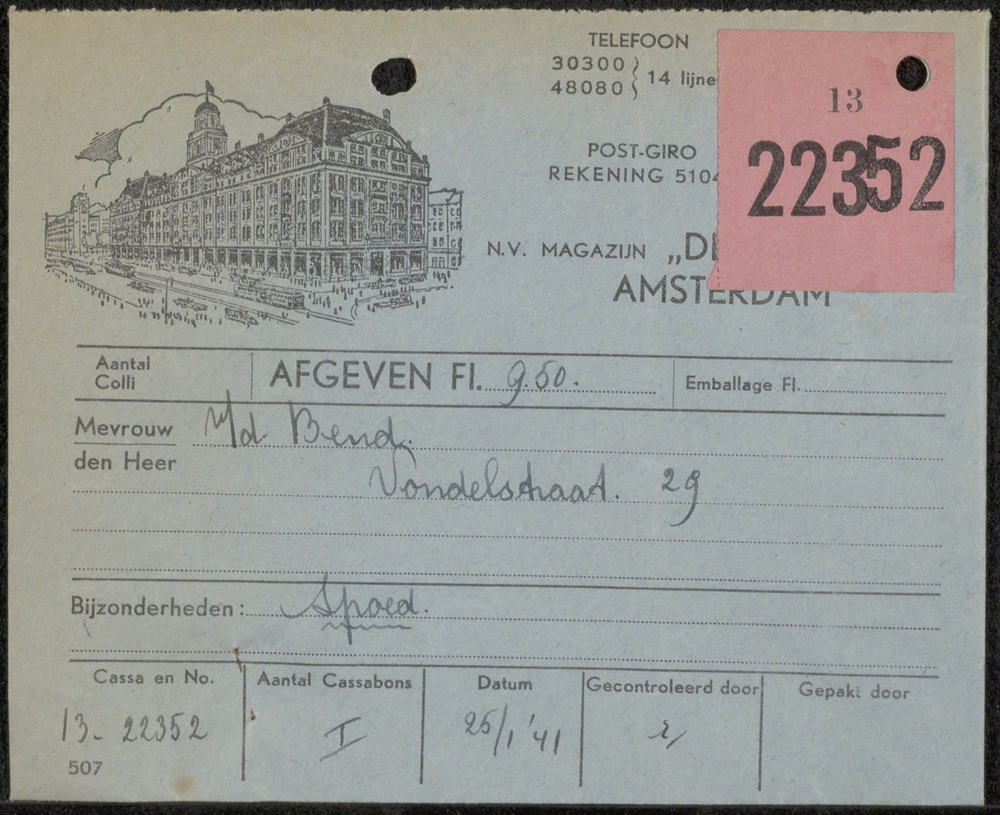 TELEFOON
30300
48080
14 lijne
POST-GIRO
REKENING 5104
N.V. MAGAZIJN „DE
AMSTERDAM
13
22352
Aantal
Colli
AFGEVEN Fl. 9.50.
Emballage Fl.
Mevrouw
den Heer
v/d. Bend.
Vondelstraat. 29
Bijzonderheden: Spoed.
Cassa en No.
Aantal Cassabons
Datum
Gecontroleerd door
Gepakt door
13- 22352
I
25/1 '41
507